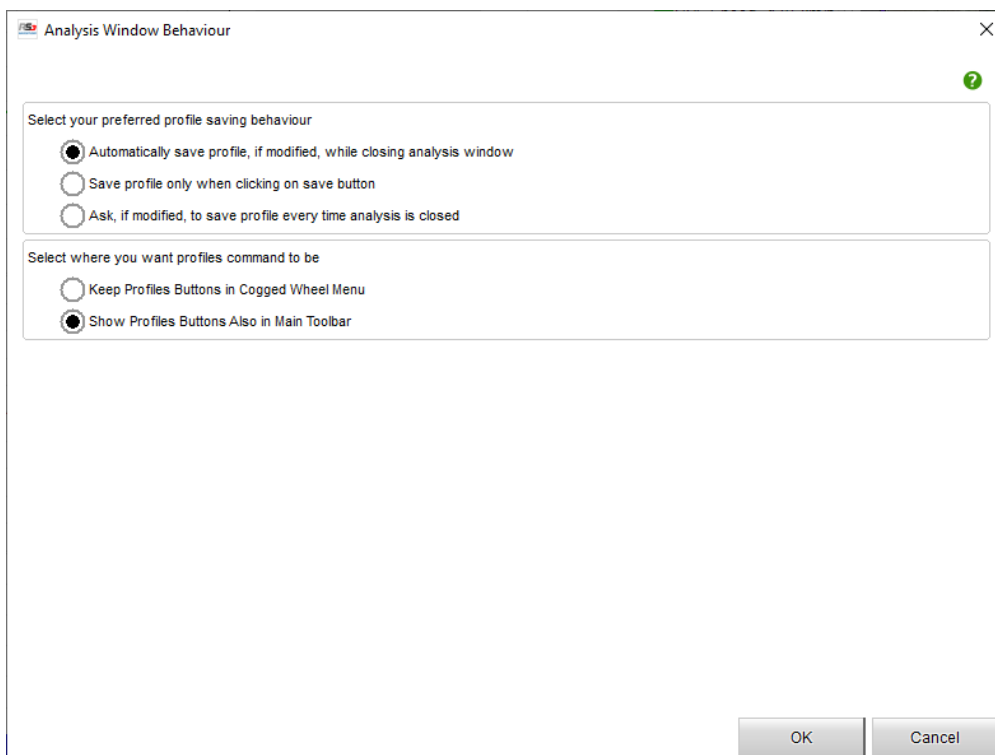 Analysis Window Behaviour
Select your preferred profile saving behaviour
Automatically save profile, if modified, while closing analysis window
Save profile only when clicking on save button
Ask, if modified, to save profile every time analysis is closed
Select where you want profiles command to be
Keep Profiles Buttons in Cogged Wheel Menu
Show Profiles Buttons Also in Main Toolbar
OK
Cancel